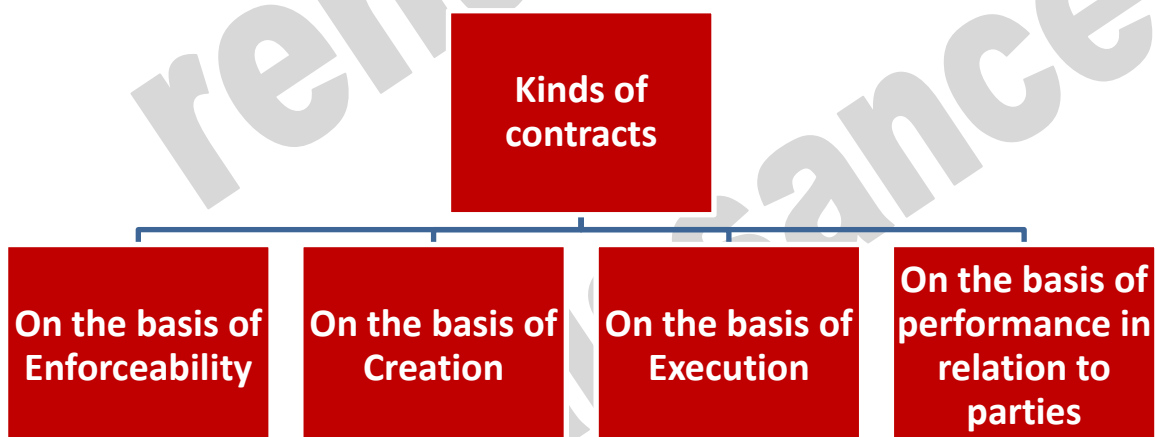 Kinds of
contracts
On the basis of
Enforceability
On the basis of
Creation
On the basis of
Execution
On the basis of
performance in
relation to
parties